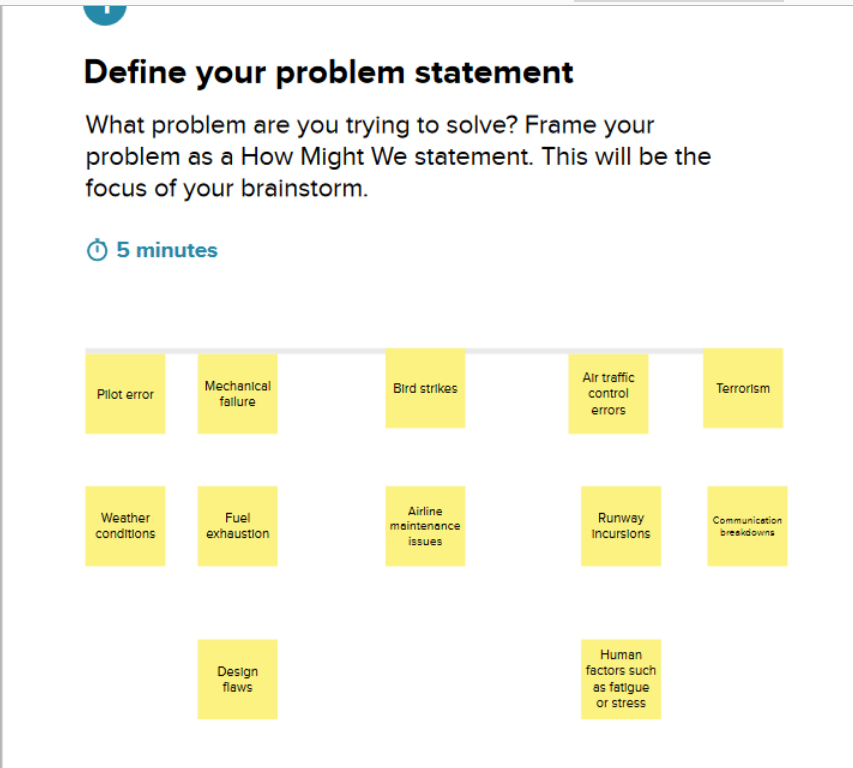 Define your problem statement
What problem are you trying to solve? Frame your
problem as a How Might We statement. This will be the
focus of your brainstorm.
5 minutes
Pilot error
Mechanical
failure
Bird strikes
Air traffic
control
errors
Terrorism
Weather
conditions
Fuel
exhaustion
Airline
maintenance
issues
Runway
incursions
Communication
breakdowns
Design
flaws
Human
factors such
as fatigue
or stress